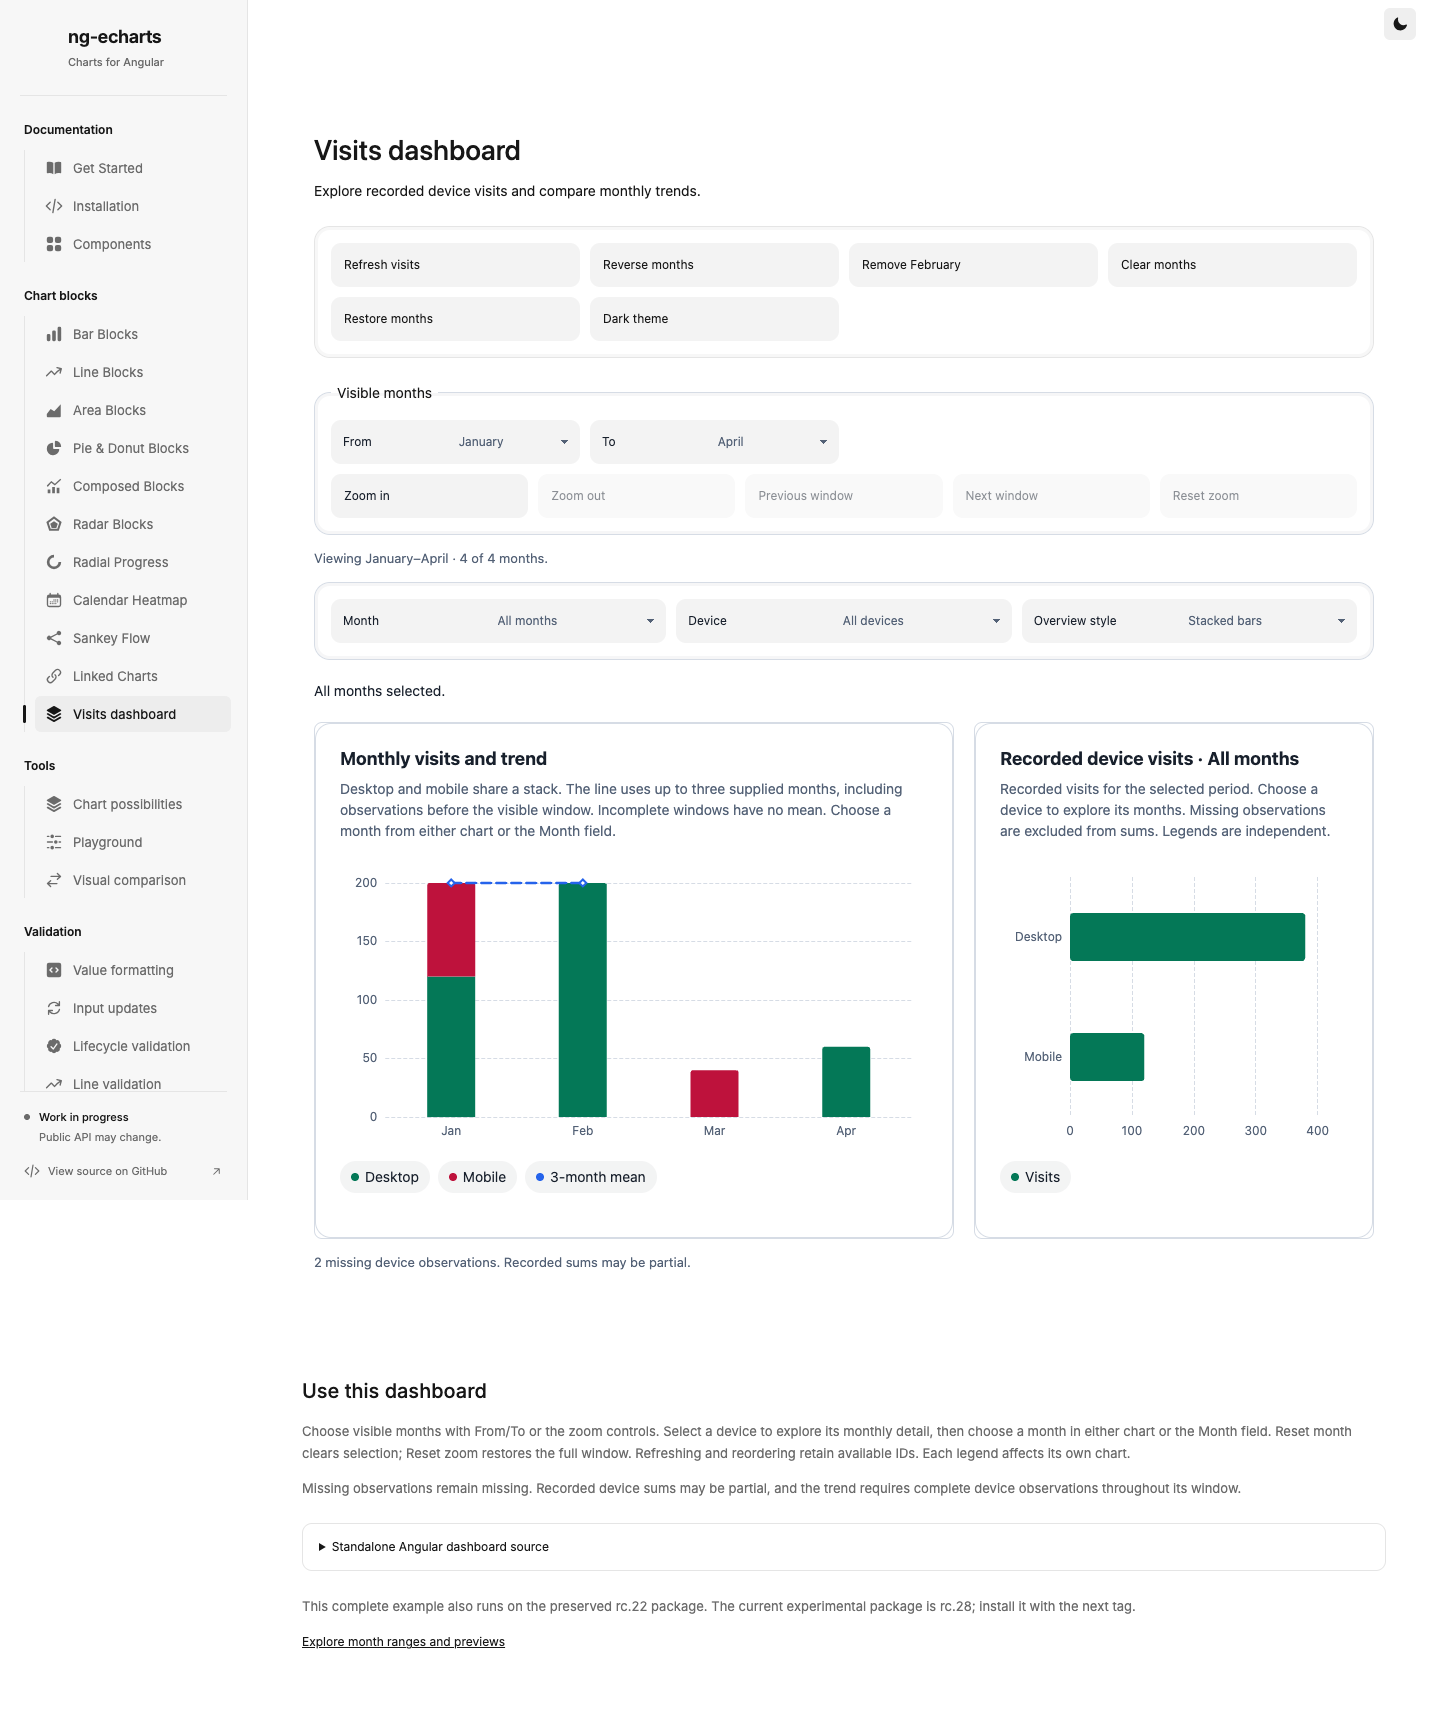 ng-echarts
Charts for Angular
Documentation
Get Started
Installation
Components
Chart blocks
Bar Blocks
Line Blocks
Area Blocks
Pie & Donut Blocks
Composed Blocks
Radar Blocks
Radial Progress
Calendar Heatmap
Sankey Flow
Linked Charts
Visits dashboard
Tools
Chart possibilities
Playground
Visual comparison
Validation
Value formatting
Input updates
Lifecycle validation
Line validation
Work in progress
Public API may change.
View source on GitHub
Visits dashboard
Explore recorded device visits and compare monthly trends.
Refresh visits
Reverse months
Remove February
Clear months
Restore months
Dark theme
Visible months
From January
To April
Zoom in
Zoom out
Previous window
Next window
Reset zoom
Viewing January–April · 4 of 4 months.
Month All months
Device All devices
Overview style Stacked bars
All months selected.
Monthly visits and trend
Desktop and mobile share a stack. The line uses up to three supplied months, including
observations before the visible window. Incomplete windows have no mean. Choose a
month from either chart or the Month field.
200
150
100
50
0
Jan Feb Mar Apr
Desktop Mobile 3-month mean
Recorded device visits · All months
Recorded visits for the selected period. Choose a
device to explore its months. Missing observations
are excluded from sums. Legends are independent.
Desktop
Mobile
0 100 200 300 400
Visits
2 missing device observations. Recorded sums may be partial.
Use this dashboard
Choose visible months with From/To or the zoom controls. Select a device to explore its monthly detail, then choose a month in either chart or the Month field. Reset month
clears selection; Reset zoom restores the full window. Refreshing and reordering retain available IDs. Each legend affects its own chart.
Missing observations remain missing. Recorded device sums may be partial, and the trend requires complete device observations throughout its window.
Standalone Angular dashboard source
This complete example also runs on the preserved rc.22 package. The current experimental package is rc.28; install it with the next tag.
Explore month ranges and previews